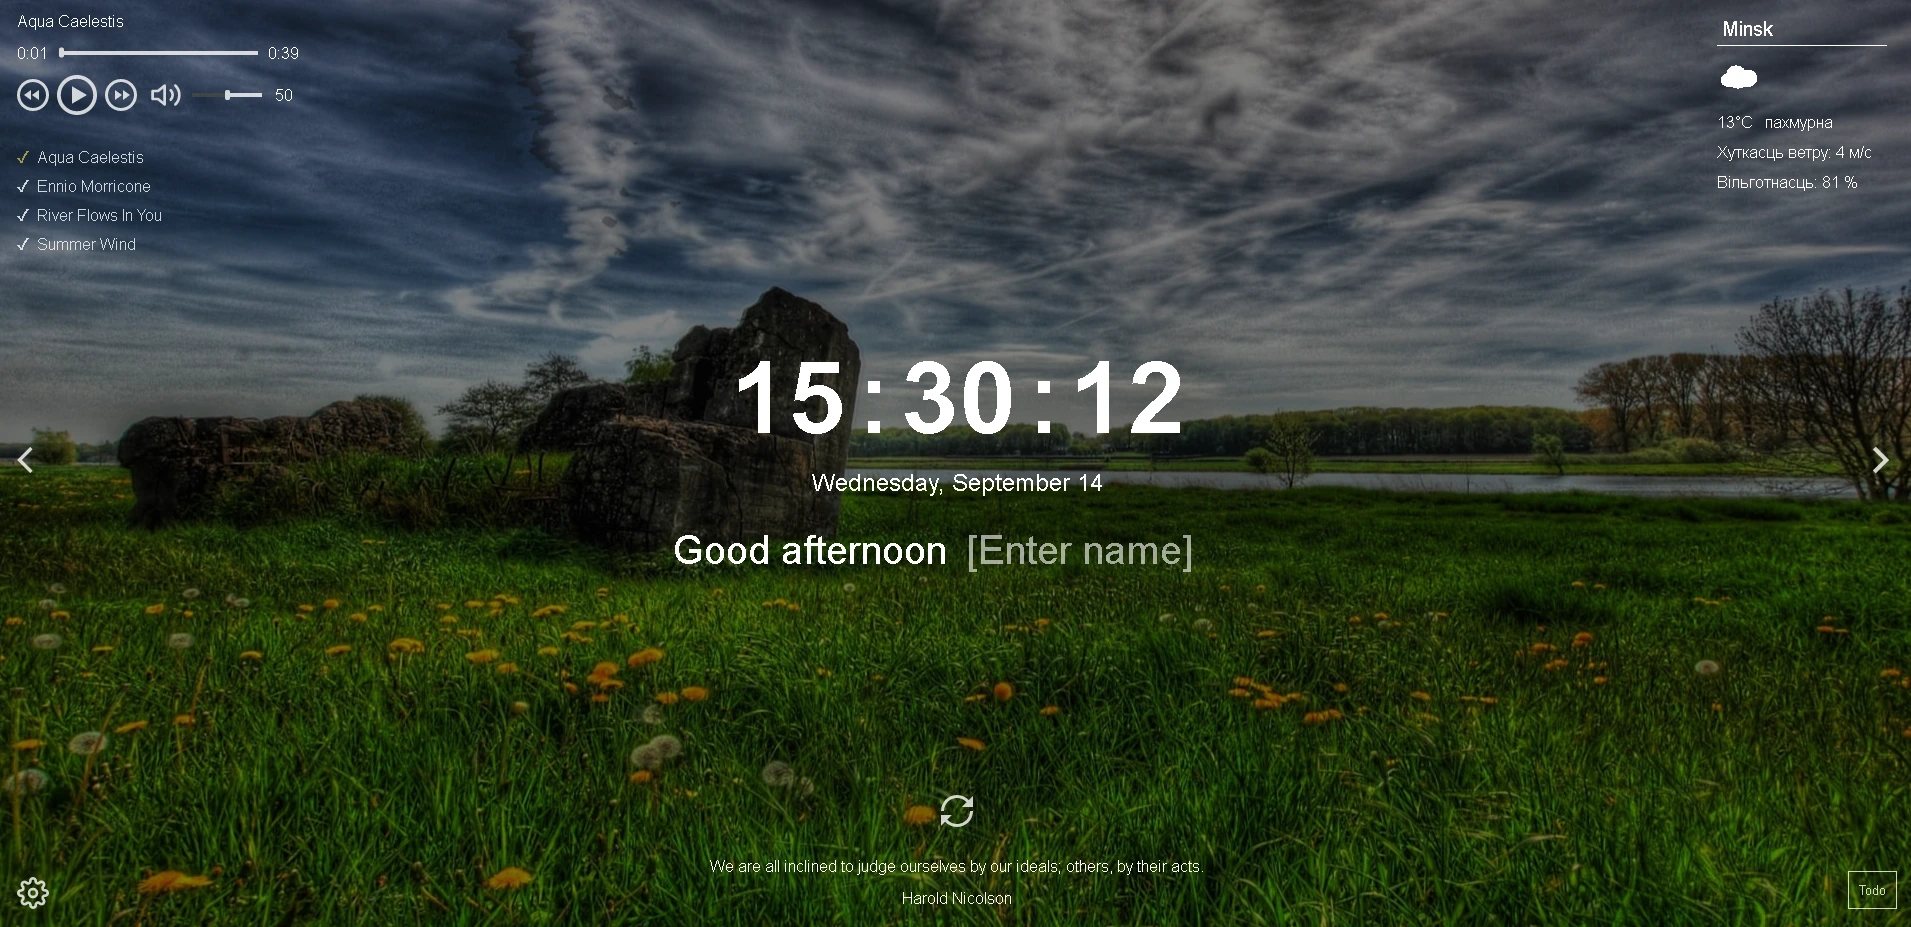 Aqua Caelestis
0:01 0:39
50
Aqua Caelestis
Ennio Morricone
River Flows In You
Summer Wind
Minsk
13°C пахмурна
Хуткасць ветру: 4 м/с
Вільготнасць: 81 %
15:30:12
Wednesday, September 14
Good afternoon [Enter name]
We are all inclined to judge ourselves by our ideals; others, by their acts.
Harold Nicolson
Todo